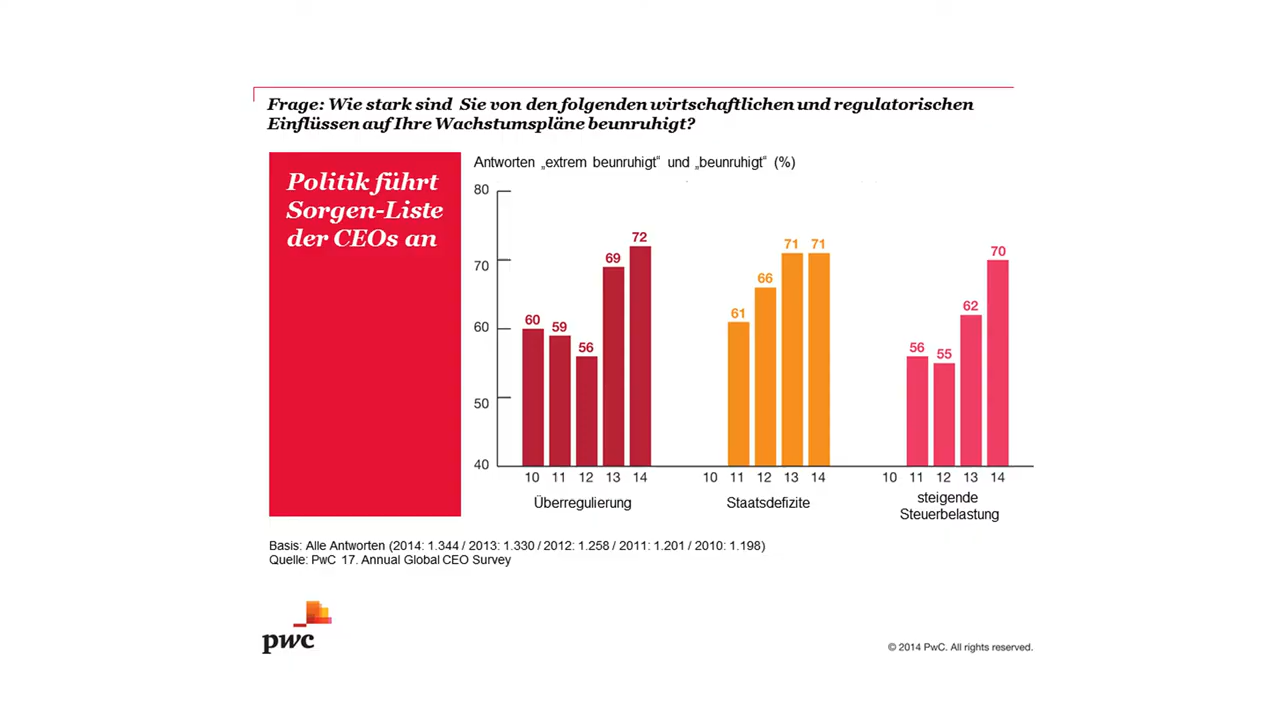 Frage: Wie stark sind Sie von den folgenden wirtschaftlichen und regulatorischen
Einflüssen auf Ihre Wachstumspläne beunruhigt?
Politik führt
Sorgen-Liste
der CEOs an
Antworten „extrem beunruhigt“ und „beunruhigt“ (%)
80
70
60
50
40
60
59
56
69
72
61
66
71
71
56
55
62
70
10 11 12 13 14
10 11 12 13 14
10 11 12 13 14
Überregulierung
Staatsdefizite
steigende
Steuerbelastung
Basis: Alle Antworten (2014: 1.344 / 2013: 1.330 / 2012: 1.258 / 2011: 1.201 / 2010: 1.198)
Quelle: PwC 17. Annual Global CEO Survey
pwc
© 2014 PwC. All rights reserved.